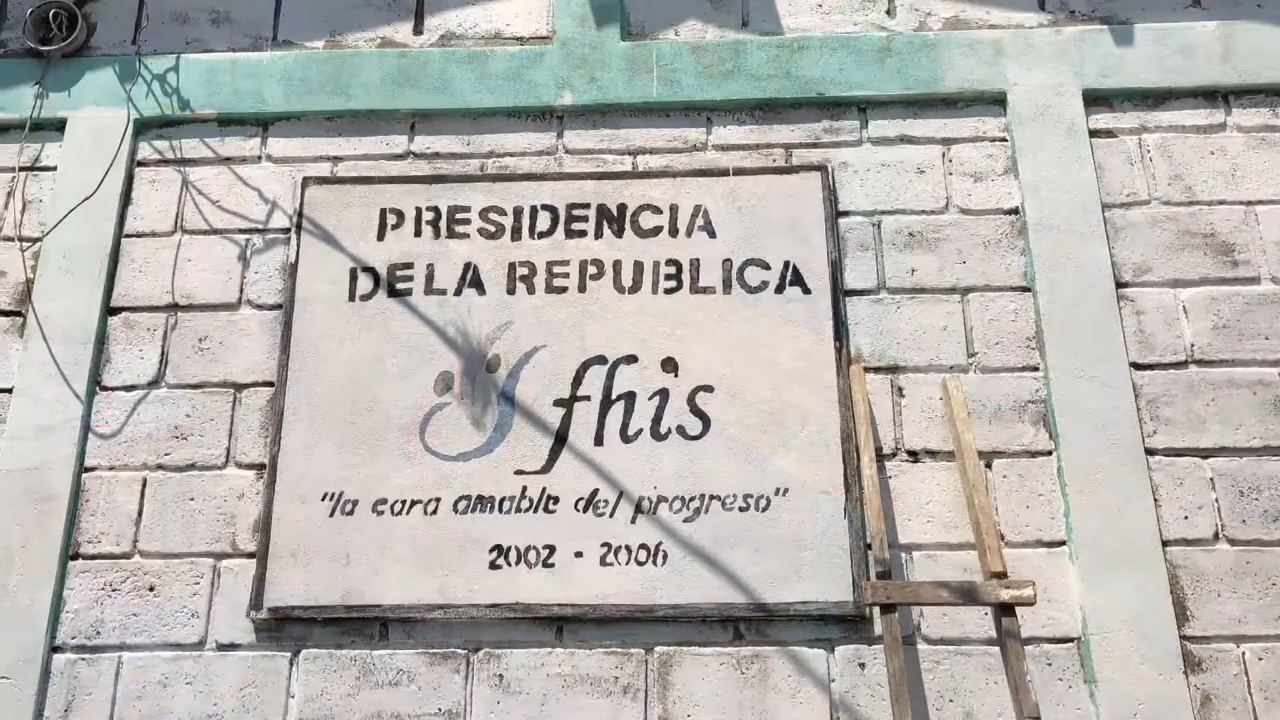 PRESIDENCIA
DELA REPUBLICA
fhis
"la cara amable del progreso"
2002 - 2006